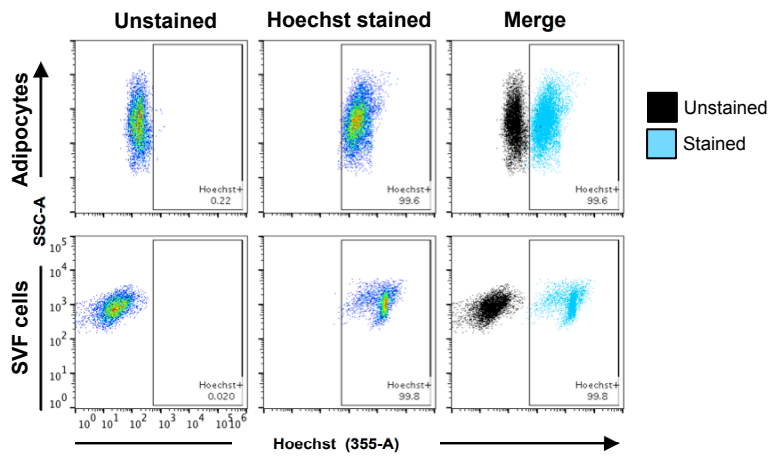 Unstained
Hoechst stained
Merge
Adipocytes
SSC-A
Hoechst+
0.22
Hoechst+
99.6
Hoechst+
99.6
Unstained
Stained
SVF cells
10^5
10^4
10^3
10^2
10^1
10^0
Hoechst+
0.020
Hoechst+
99.8
Hoechst+
99.8
10^0 10^1 10^2 10^3 10^4 10^5 10^6
Hoechst (355-A)